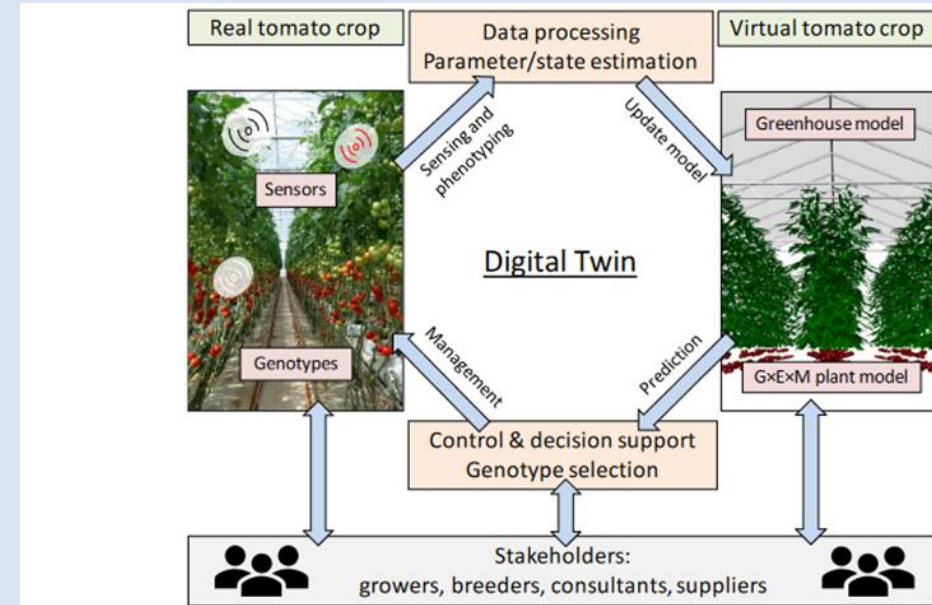 Real tomato crop
Data processing
Parameter/state estimation
Virtual tomato crop
Sensing and
phenotyping
Update model
Sensors
Greenhouse model
Digital Twin
Genotypes
Management
Prediction
G×E×M plant model
Control & decision support
Genotype selection
Stakeholders:
growers, breeders, consultants, suppliers